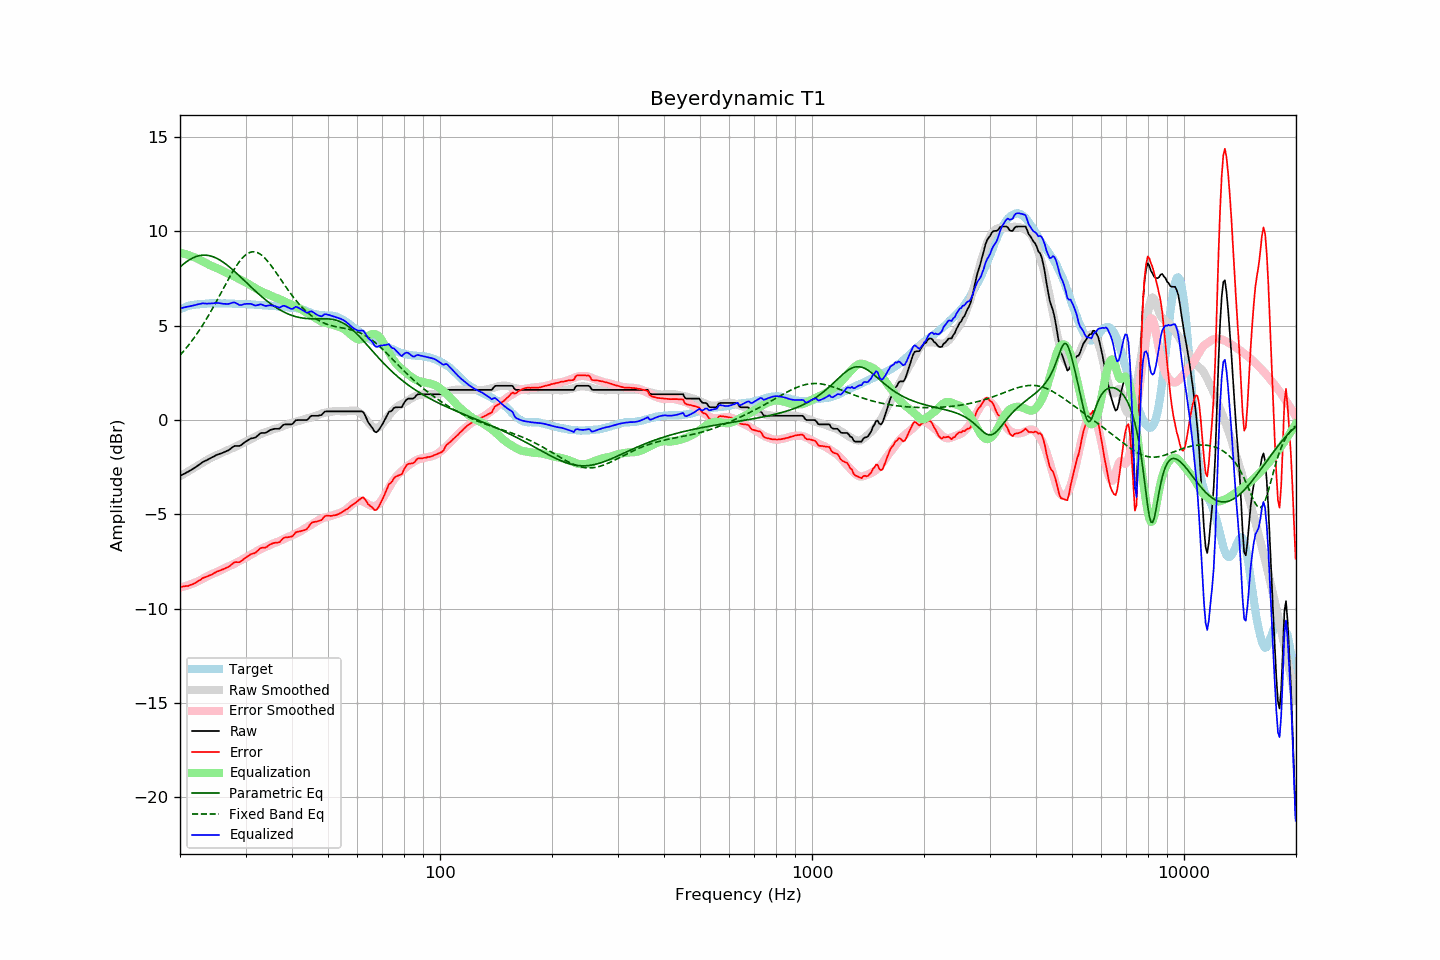 Beyerdynamic T1
Amplitude (dBr)
15
10
5
0
−5
−10
−15
−20
Target
Raw Smoothed
Error Smoothed
Raw
Error
Equalization
Parametric Eq
Fixed Band Eq
Equalized
100
1000
10000
Frequency (Hz)